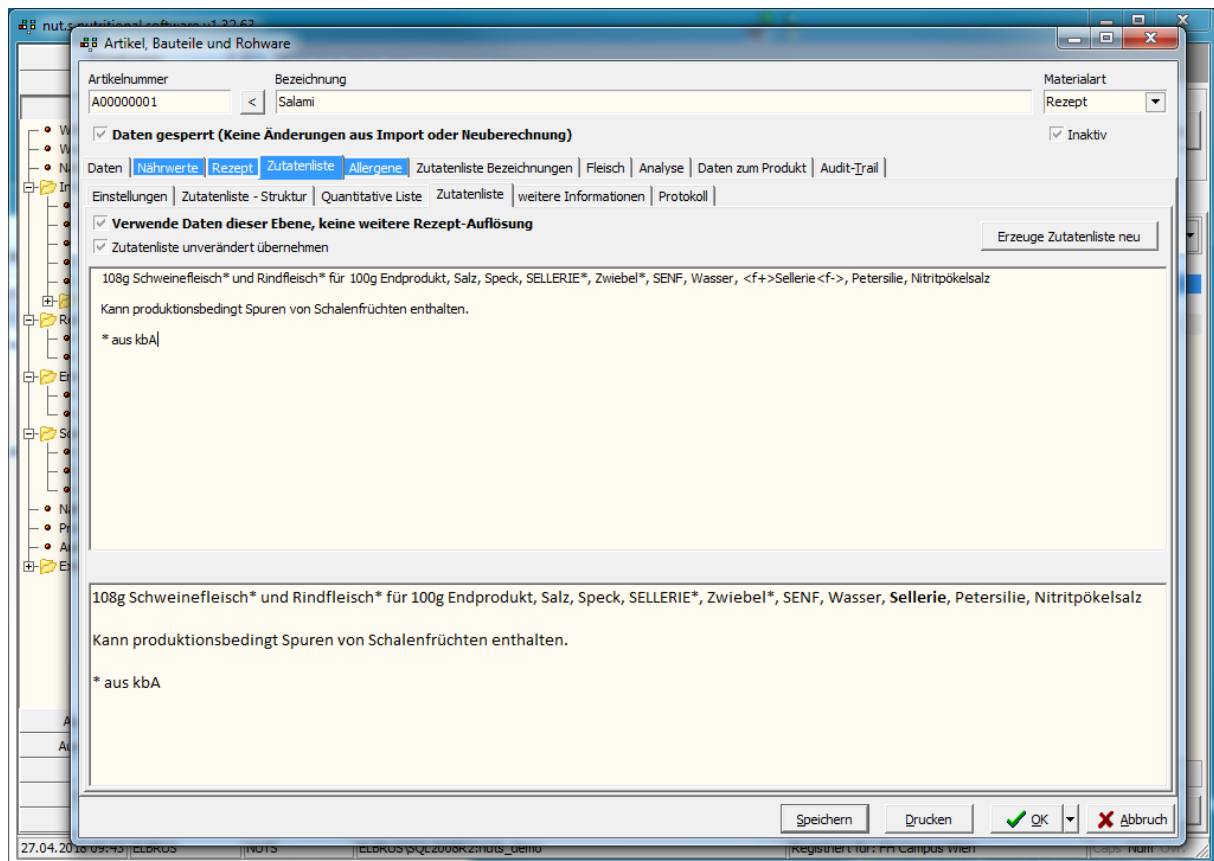 nut.s nutritional software v1.32.63
Artikel, Bauteile und Rohware
Artikelnummer Bezeichnung Materialart
A00000001 < Salami Rezept
Daten gesperrt (Keine Änderungen aus Import oder Neuberechnung) Inaktiv
Daten Nährwerte Rezept Zutatenliste Allergene Zutatenliste Bezeichnungen Fleisch Analyse Daten zum Produkt Audit-Trail
Einstellungen Zutatenliste - Struktur Quantitative Liste Zutatenliste weitere Informationen Protokoll
Verwende Daten dieser Ebene, keine weitere Rezept-Auflösung
Zutatenliste unverändert übernehmen Erzeuge Zutatenliste neu
108g Schweinefleisch* und Rindfleisch* für 100g Endprodukt, Salz, Speck, SELLERIE*, Zwiebel*, SENF, Wasser, <f+>Sellerie<f->, Petersilie, Nitritpökelsalz
Kann produktionsbedingt Spuren von Schalenfrüchten enthalten.
* aus kbA
108g Schweinefleisch* und Rindfleisch* für 100g Endprodukt, Salz, Speck, SELLERIE*, Zwiebel*, SENF, Wasser, Sellerie, Petersilie, Nitritpökelsalz
Kann produktionsbedingt Spuren von Schalenfrüchten enthalten.
* aus kbA
Speichern Drucken OK Abbruch
27.04.2018 09:43 ELBRUS NUTS ELBRUS\SQL2008R2:nuts_demo Registriert für: FH Campus Wien Caps Num Ovr